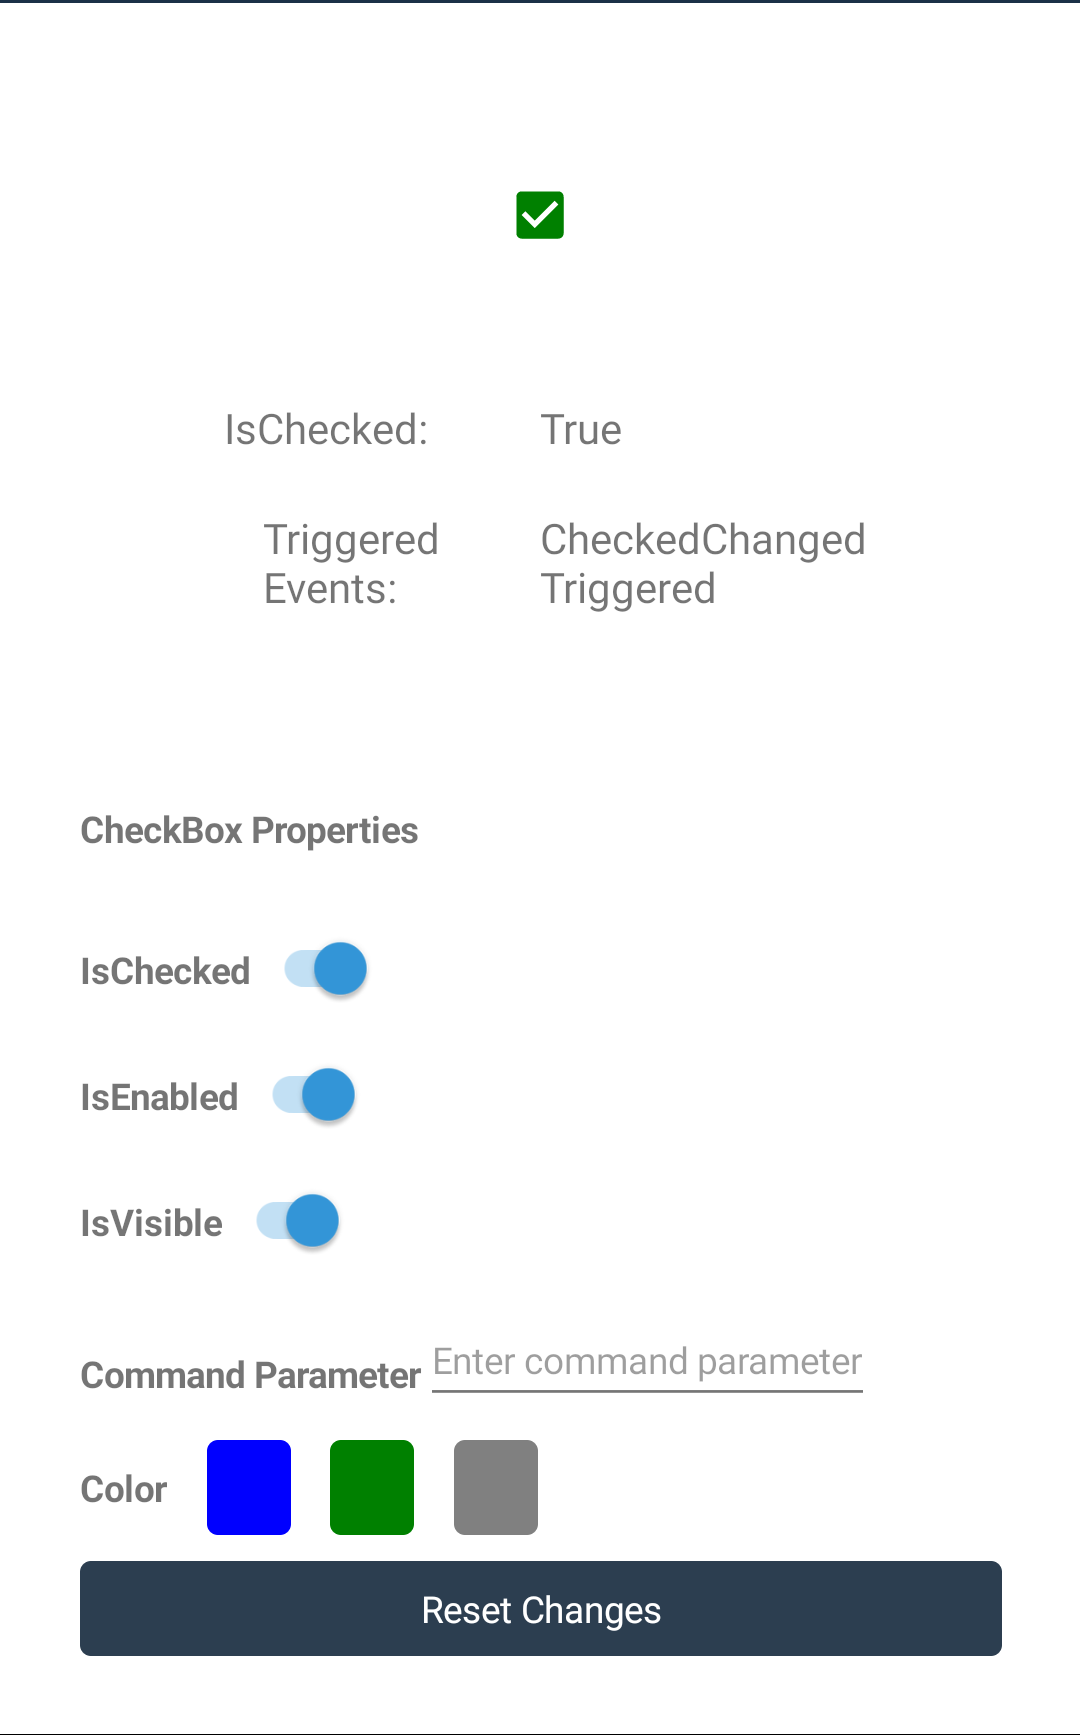 IsChecked: True
Triggered CheckedChanged
Events: Triggered
CheckBox Properties
IsChecked
IsEnabled
IsVisible
Command Parameter Enter command parameter
Color
Reset Changes